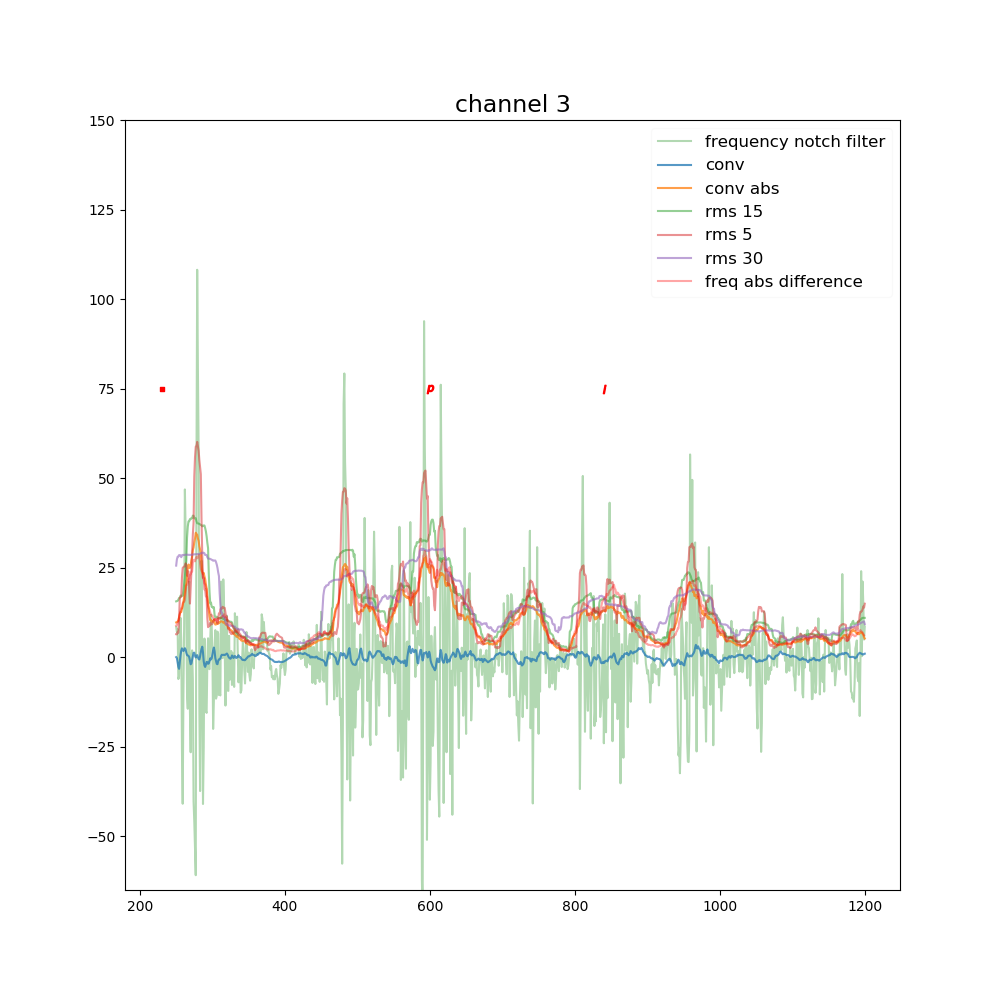 channel 3
150
125
100
75
50
25
0
−25
−50
200 400 600 800 1000 1200
frequency notch filter
conv
conv abs
rms 15
rms 5
rms 30
freq abs difference
p
l